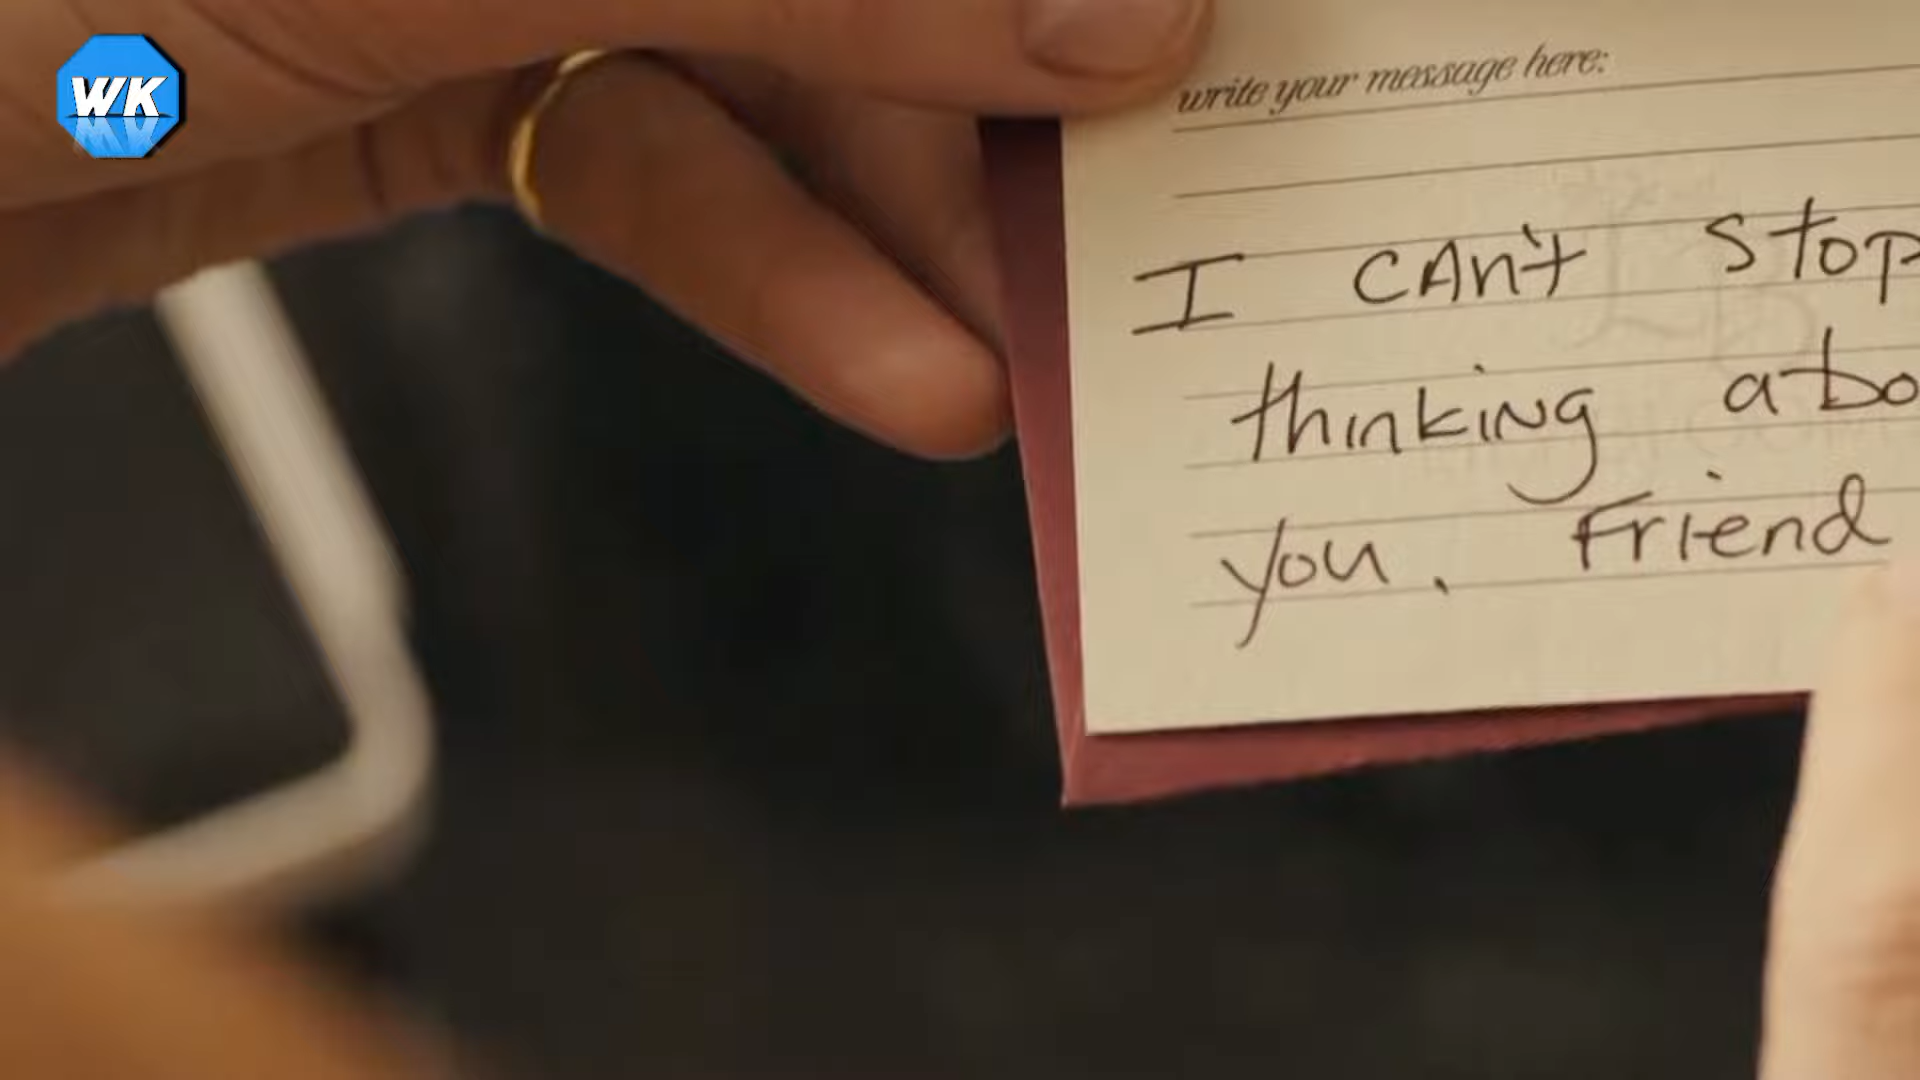 WK
write your message here:
I CAn't stop
thinking abo
you. Friend